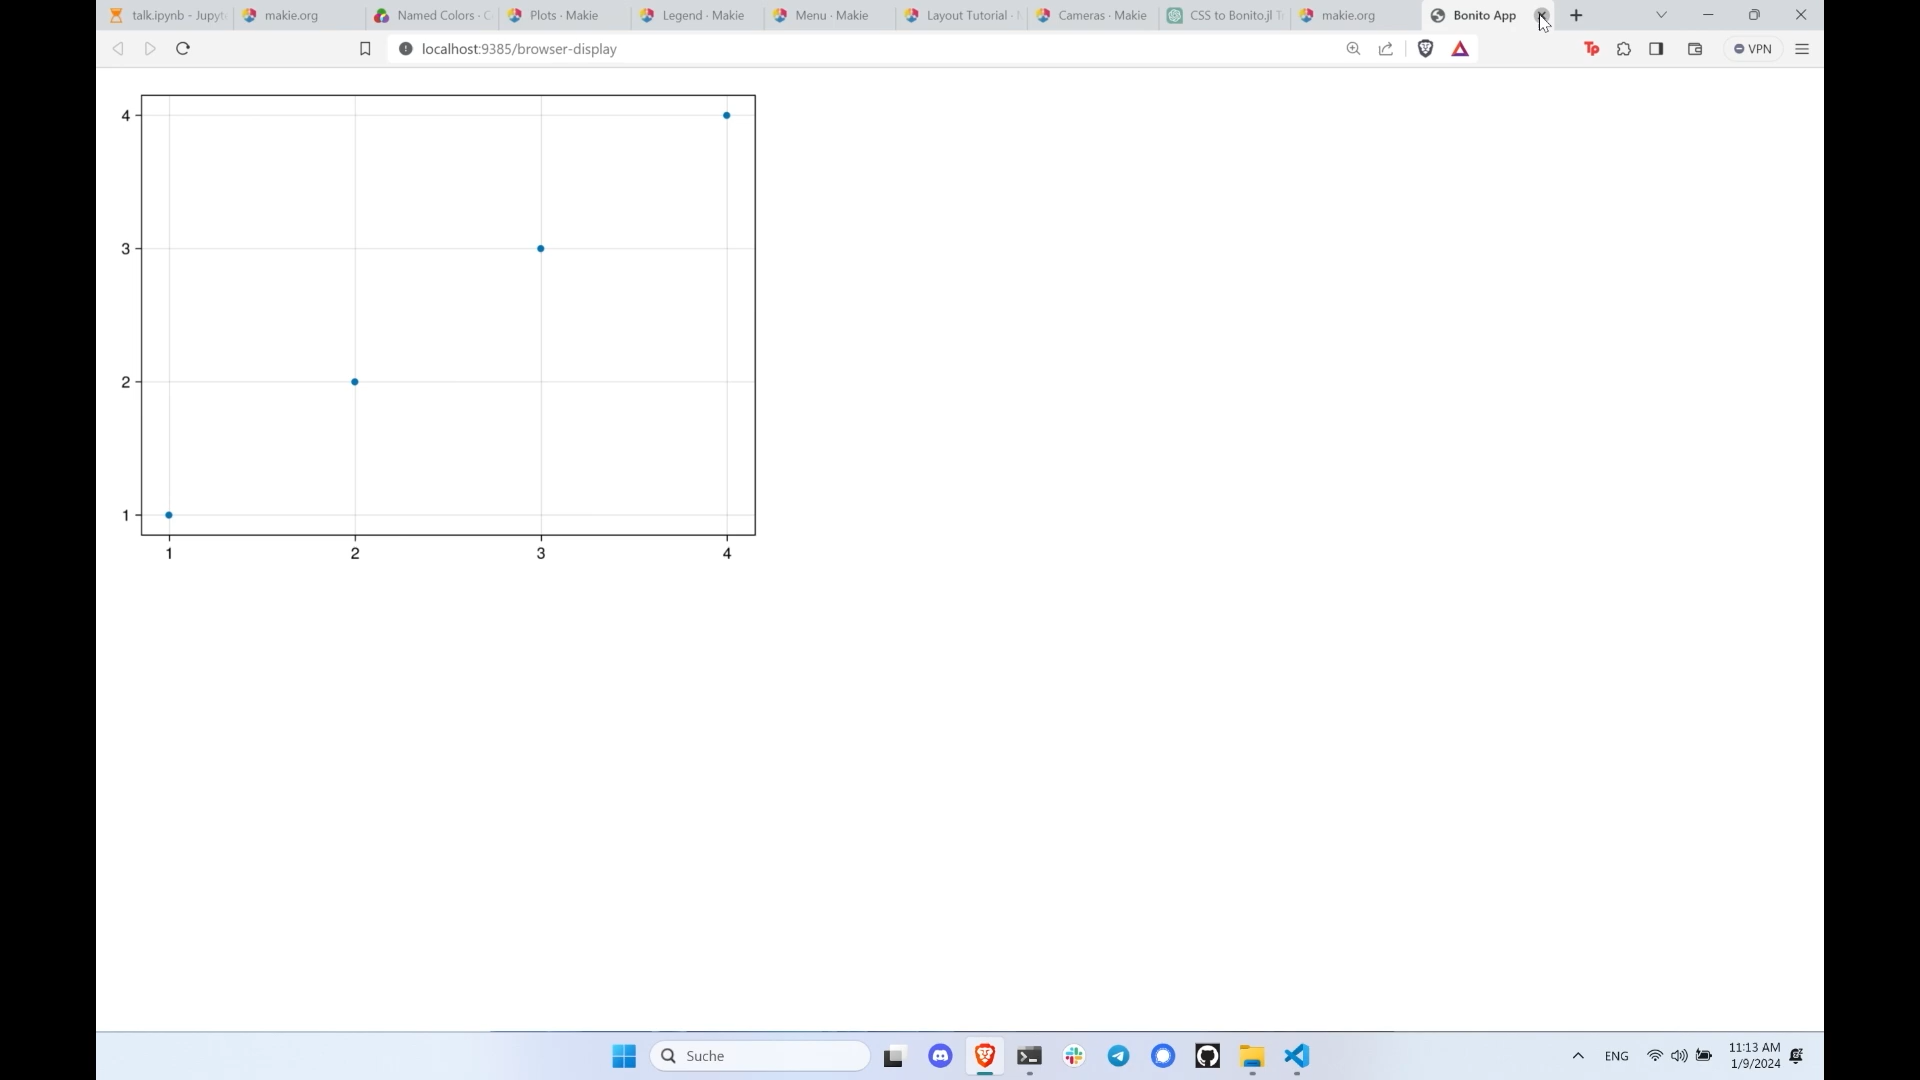 talk.ipynb - Jupyt
makie.org
Named Colors · C
Plots · Makie
Legend · Makie
Menu · Makie
Layout Tutorial ·
Cameras · Makie
CSS to Bonito.jl T
makie.org
Bonito App
localhost:9385/browser-display
Tp
VPN
4
3
2
1
1 2 3 4
Suche
ENG
11:13 AM
1/9/2024